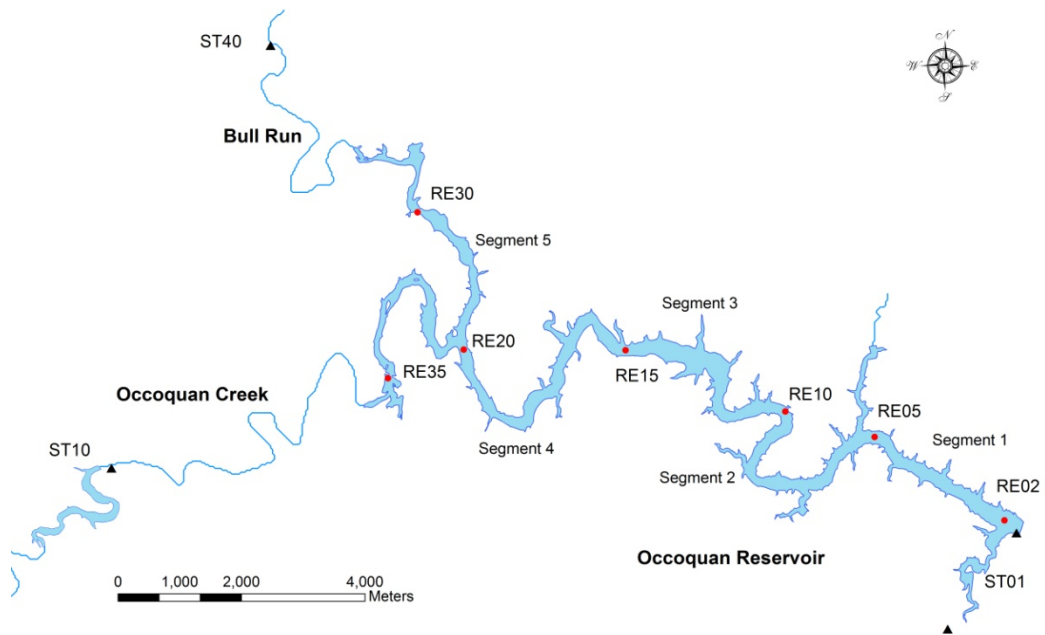 ST40
N
W
E
S
Bull Run
RE30
Segment 5
Segment 3
RE20
RE15
RE35
Occoquan Creek
RE10
RE05
Segment 1
ST10
Segment 4
Segment 2
RE02
Occoquan Reservoir
ST01
0 1,000 2,000 4,000
Meters